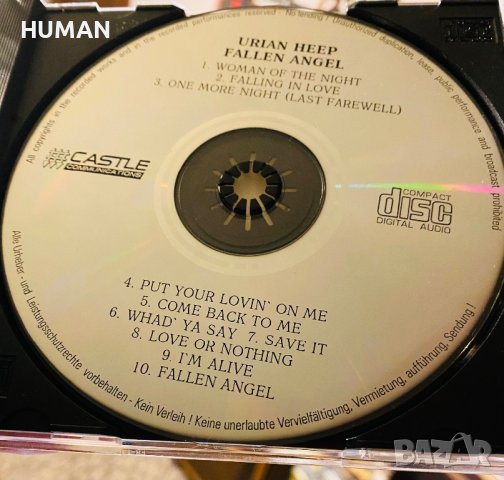 HUMAN
URIAN HEEP
FALLEN ANGEL
1. WOMAN OF THE NIGHT
2. FALLING IN LOVE
3. ONE MORE NIGHT (LAST FAREWELL)
CASTLE
COMMUNICATIONS
COMPACT
disc
DIGITAL AUDIO
4. PUT YOUR LOVIN` ON ME
5. COME BACK TO ME
6. WHAD` YA SAY 7. SAVE IT
8. LOVE OR NOTHING
9. I`M ALIVE
10. FALLEN ANGEL
All copyrights in the recorded works and in the record performances reserved - No lending ! Unauthorized duplication, lease, public performance and broadcast prohibited
Alle Urheber - und Leistungsschutzrechte vorbehalten - Kein Verleih ! Keine unerlaubte Vervielfältigung, Vermietung, aufführung, Sendung !
BAZAR